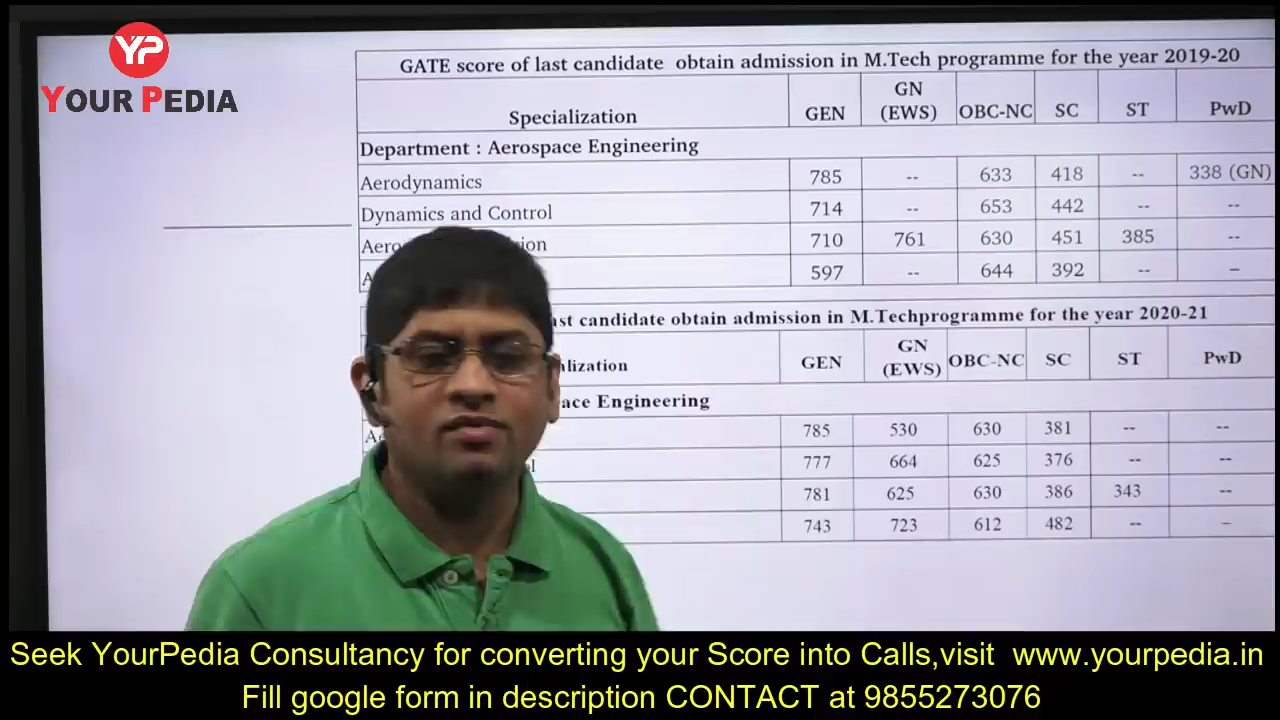 YP
YOUR PEDIA
GATE score of last candidate obtain admission in M.Tech programme for the year 2019-20
Specialization GEN GN (EWS) OBC-NC SC ST PwD
Department : Aerospace Engineering
Aerodynamics 785 -- 633 418 -- 338 (GN)
Dynamics and Control 714 -- 653 442 -- --
710 761 630 451 385 --
597 -- 644 392 -- –
candidate obtain admission in M.Techprogramme for the year 2020-21
GEN GN (EWS) OBC-NC SC ST PwD
Engineering
785 530 630 381 -- --
777 664 625 376 -- --
781 625 630 386 343 --
743 723 612 482 -- –
Seek YourPedia Consultancy for converting your Score into Calls,visit www.yourpedia.in
Fill google form in description CONTACT at 9855273076